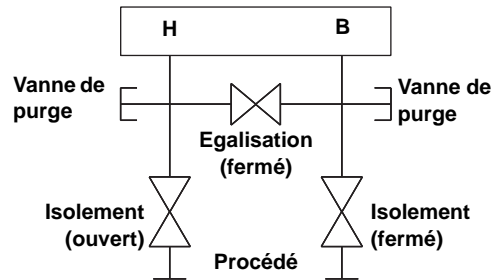 H
B
Vanne de
purge
Vanne de
purge
Egalisation
(fermé)
Isolement
(ouvert)
Isolement
(fermé)
Procédé